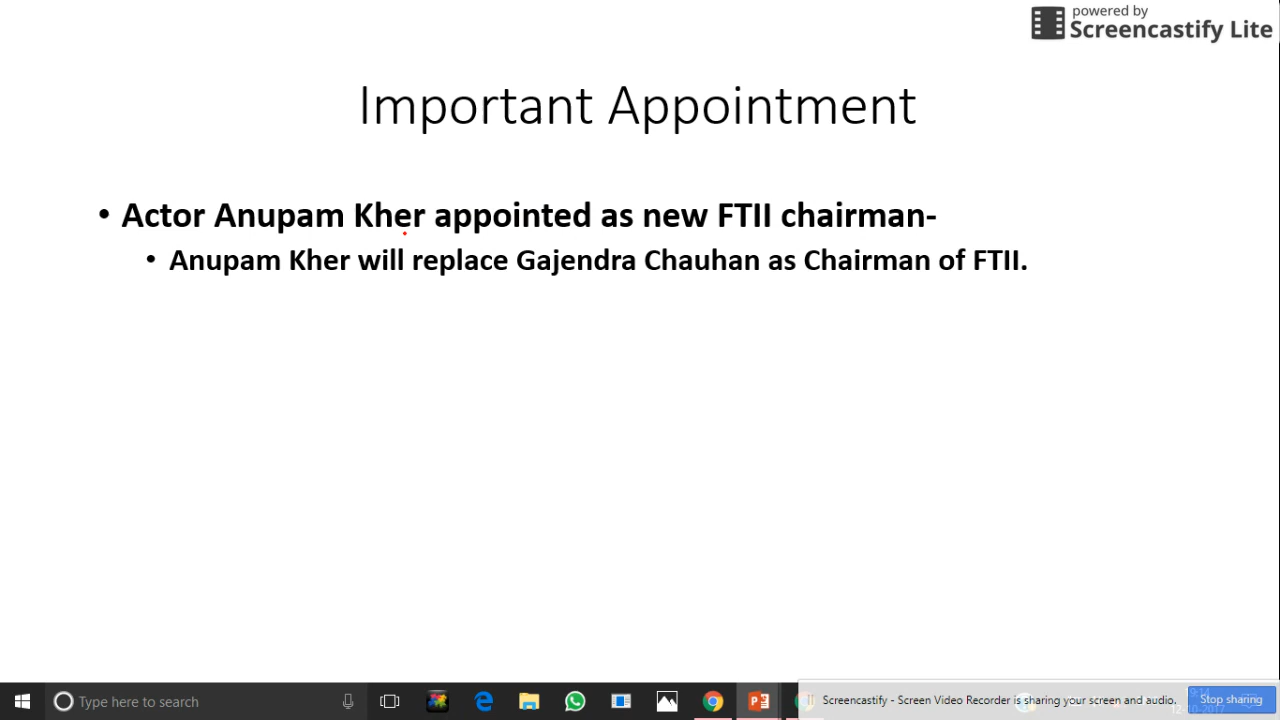 powered by
Screencastify Lite
Important Appointment
• Actor Anupam Kher appointed as new FTII chairman-
• Anupam Kher will replace Gajendra Chauhan as Chairman of FTII.
Type here to search
Screencastify - Screen Video Recorder is sharing your screen and audio.
Stop sharing